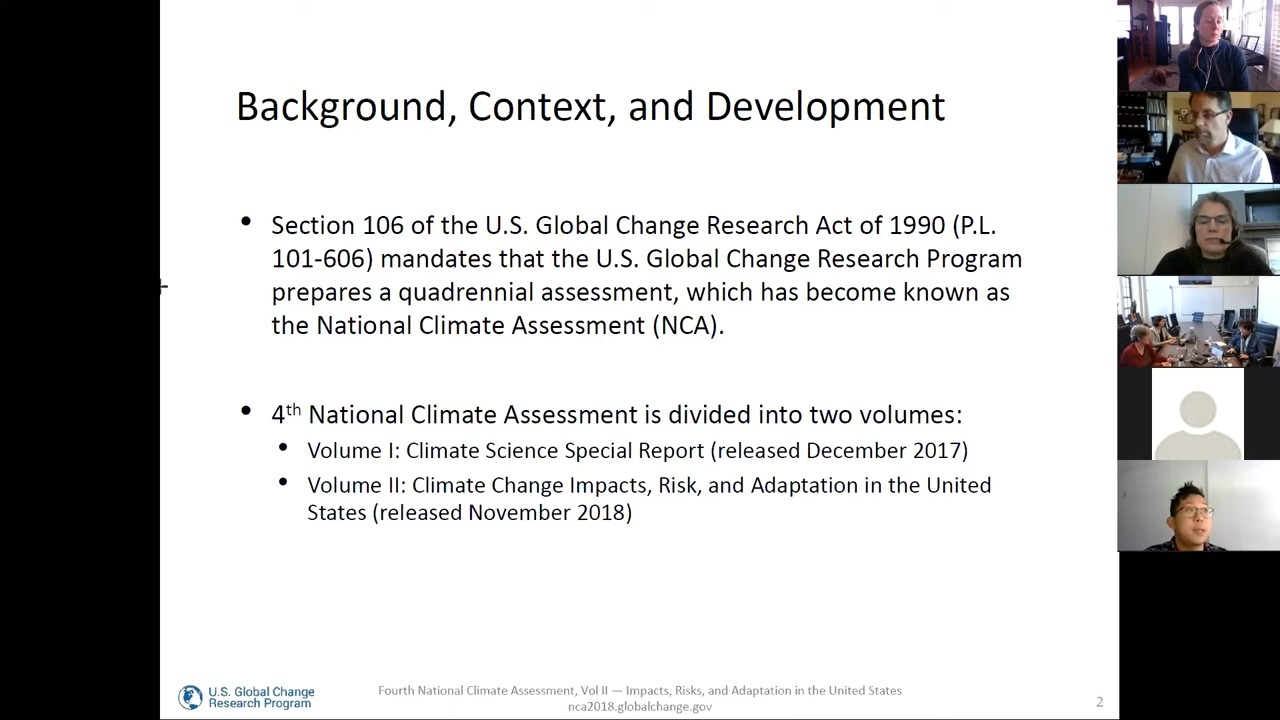 Background, Context, and Development
• Section 106 of the U.S. Global Change Research Act of 1990 (P.L.
101-606) mandates that the U.S. Global Change Research Program
prepares a quadrennial assessment, which has become known as
the National Climate Assessment (NCA).
• 4th National Climate Assessment is divided into two volumes:
• Volume I: Climate Science Special Report (released December 2017)
• Volume II: Climate Change Impacts, Risk, and Adaptation in the United
States (released November 2018)
U.S. Global Change
Research Program
Fourth National Climate Assessment, Vol II — Impacts, Risks, and Adaptation in the United States
nca2018.globalchange.gov
2